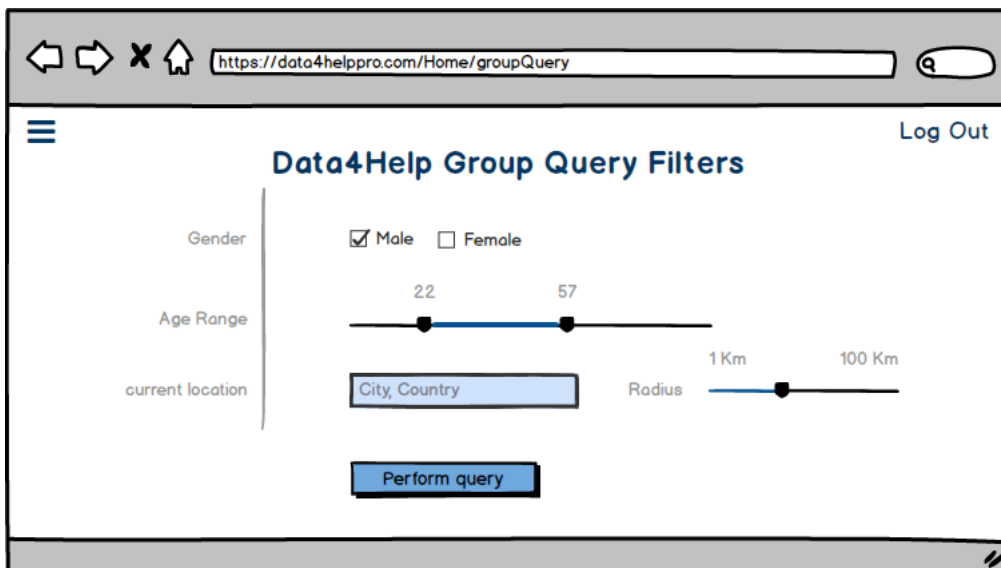 https://data4helppro.com/Home/groupQuery
Log Out
Data4Help Group Query Filters
Gender Male Female
22 57
Age Range
1 Km 100 Km
current location City, Country Radius
Perform query